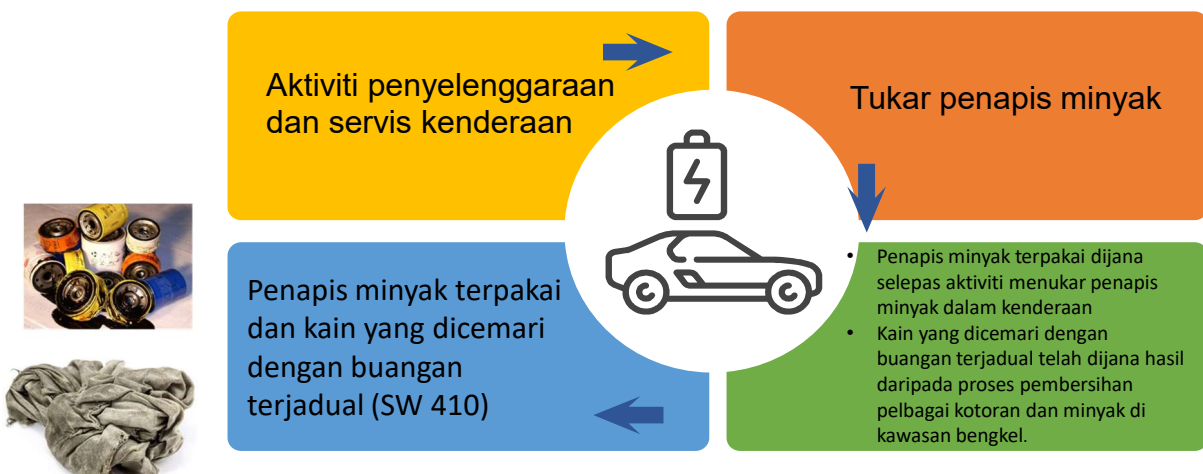 Aktiviti penyelenggaraan
dan servis kenderaan
Tukar penapis minyak
• Penapis minyak terpakai dijana
selepas aktiviti menukar penapis
minyak dalam kenderaan
• Kain yang dicemari dengan
buangan terjadual telah dijana hasil
daripada proses pembersihan
pelbagai kotoran dan minyak di
kawasan bengkel.
Penapis minyak terpakai
dan kain yang dicemari
dengan buangan
terjadual (SW 410)